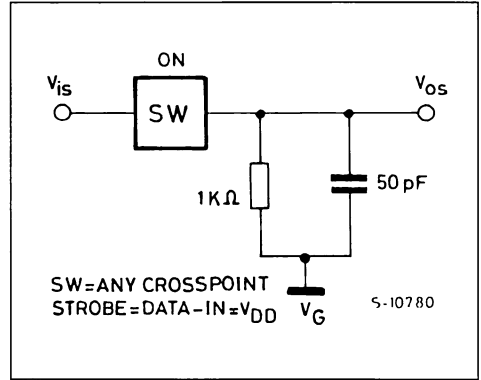 ON
Vis
SW
Vos
1KΩ
50 pF
SW=ANY CROSSPOINT
STROBE=DATA-IN=VDD
VG
S-10780